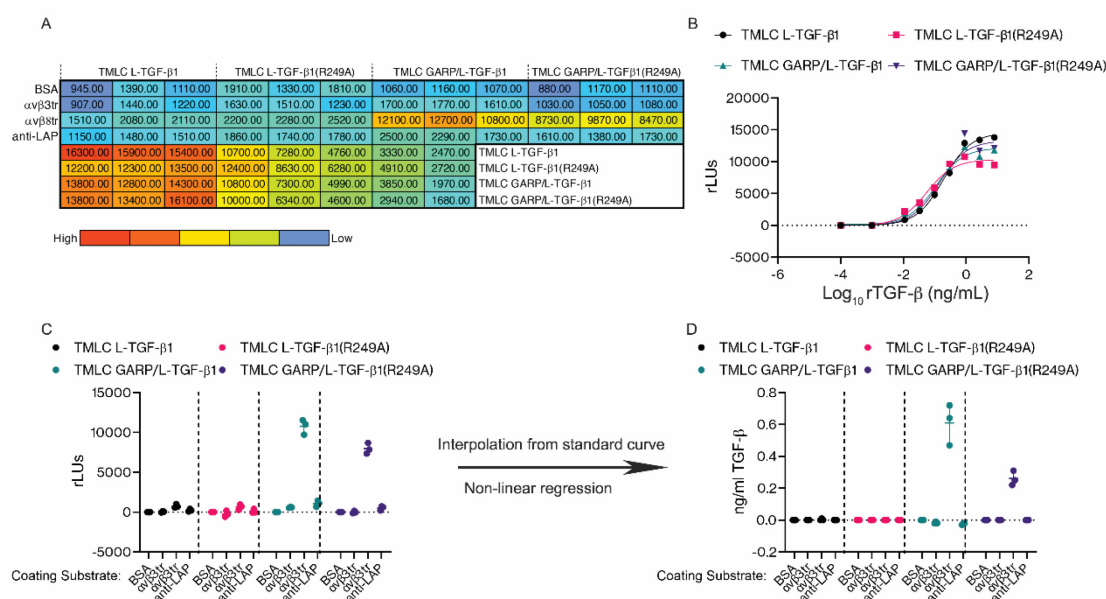 A
TMLC L-TGF-β1 TMLC L-TGF-β1(R249A) TMLC GARP/L-TGF-β1 TMLC GARP/L-TGFβ1(R249A)
BSA 945.00 1390.00 1110.00 1910.00 1330.00 1810.00 1060.00 1160.00 1070.00 880.00 1170.00 1110.00
αvβ3tr 907.00 1440.00 1220.00 1630.00 1510.00 1230.00 1700.00 1770.00 1610.00 1030.00 1050.00 1080.00
αvβ8tr 1510.00 2080.00 2110.00 2200.00 2280.00 2520.00 12100.00 12700.00 10800.00 8730.00 9870.00 8470.00
anti-LAP 1150.00 1480.00 1510.00 1860.00 1740.00 1780.00 2500.00 2290.00 1730.00 1610.00 1380.00 1730.00
16300.00 15900.00 15400.00 10700.00 7280.00 4760.00 3330.00 2470.00 TMLC L-TGF-β1
12200.00 12300.00 13500.00 12400.00 8630.00 6280.00 4910.00 2720.00 TMLC L-TGF-β1(R249A)
13800.00 12800.00 14300.00 10800.00 7300.00 4990.00 3850.00 1970.00 TMLC GARP/L-TGF-β1
13800.00 13400.00 16100.00 10000.00 6340.00 4600.00 2940.00 1680.00 TMLC GARP/L-TGF-β1(R249A)
High Low
B
TMLC L-TGF-β1 TMLC L-TGF-β1(R249A)
TMLC GARP/L-TGF-β1 TMLC GARP/L-TGF-β1(R249A)
20000
15000
10000
5000
0
-5000
rLUs
-6 -4 -2 0 2
Log10 rTGF-β (ng/mL)
C
TMLC L-TGF-β1 TMLC L-TGF-β1(R249A)
TMLC GARP/L-TGF-β1 TMLC GARP/L-TGF-β1(R249A)
15000
10000
5000
0
-5000
rLUs
Coating Substrate: BSA αvβ3tr αvβ3tr anti-LAP BSA αvβ3tr αvβ3tr anti-LAP BSA αvβ3tr αvβ3tr anti-LAP BSA αvβ3tr αvβ3tr anti-LAP
Interpolation from standard curve
Non-linear regression
D
TMLC L-TGF-β1 TMLC L-TGF-β1(R249A)
TMLC GARP/L-TGFβ1 TMLC GARP/L-TGF-β1(R249A)
0.8
0.6
0.4
0.2
0.0
-0.2
ng/ml TGF-β
Coating Substrate: BSA αvβ3tr αvβ3tr anti-LAP BSA αvβ3tr αvβ3tr anti-LAP BSA αvβ3tr αvβ3tr anti-LAP BSA αvβ3tr αvβ3tr anti-LAP